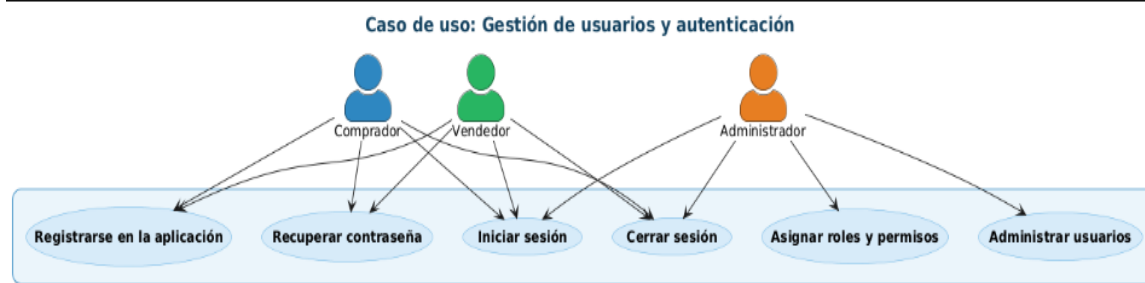 Caso de uso: Gestión de usuarios y autenticación
Comprador
Vendedor
Administrador
Registrarse en la aplicación
Recuperar contraseña
Iniciar sesión
Cerrar sesión
Asignar roles y permisos
Administrar usuarios